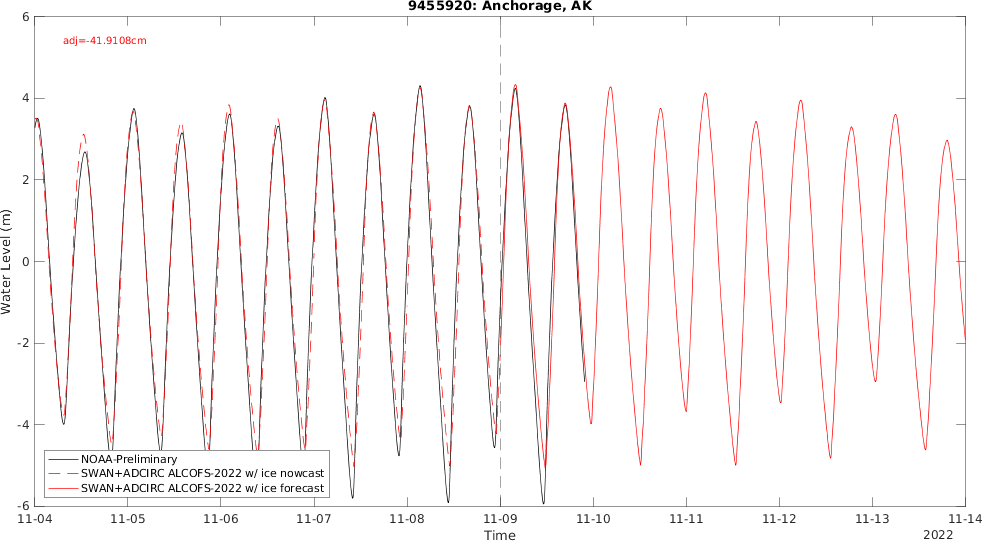 9455920: Anchorage, AK
adj=-41.9108cm
6
4
2
0
-2
-4
-6
Water Level (m)
NOAA-Preliminary
SWAN+ADCIRC ALCOFS-2022 w/ ice nowcast
SWAN+ADCIRC ALCOFS-2022 w/ ice forecast
11-04 11-05 11-06 11-07 11-08 11-09 11-10 11-11 11-12 11-13 11-14
Time
2022